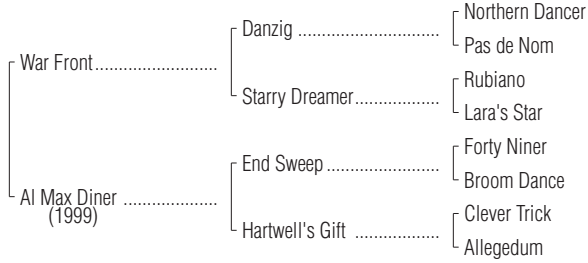 Northern Dancer
Danzig ......................................
Pas de Nom
War Front.................................
Rubiano
Starry Dreamer.......................
Lara's Star
Forty Niner
End Sweep ..............................
Broom Dance
Al Max Diner .........................
(1999)
Clever Trick
Hartwell's Gift .......................
Allegedum